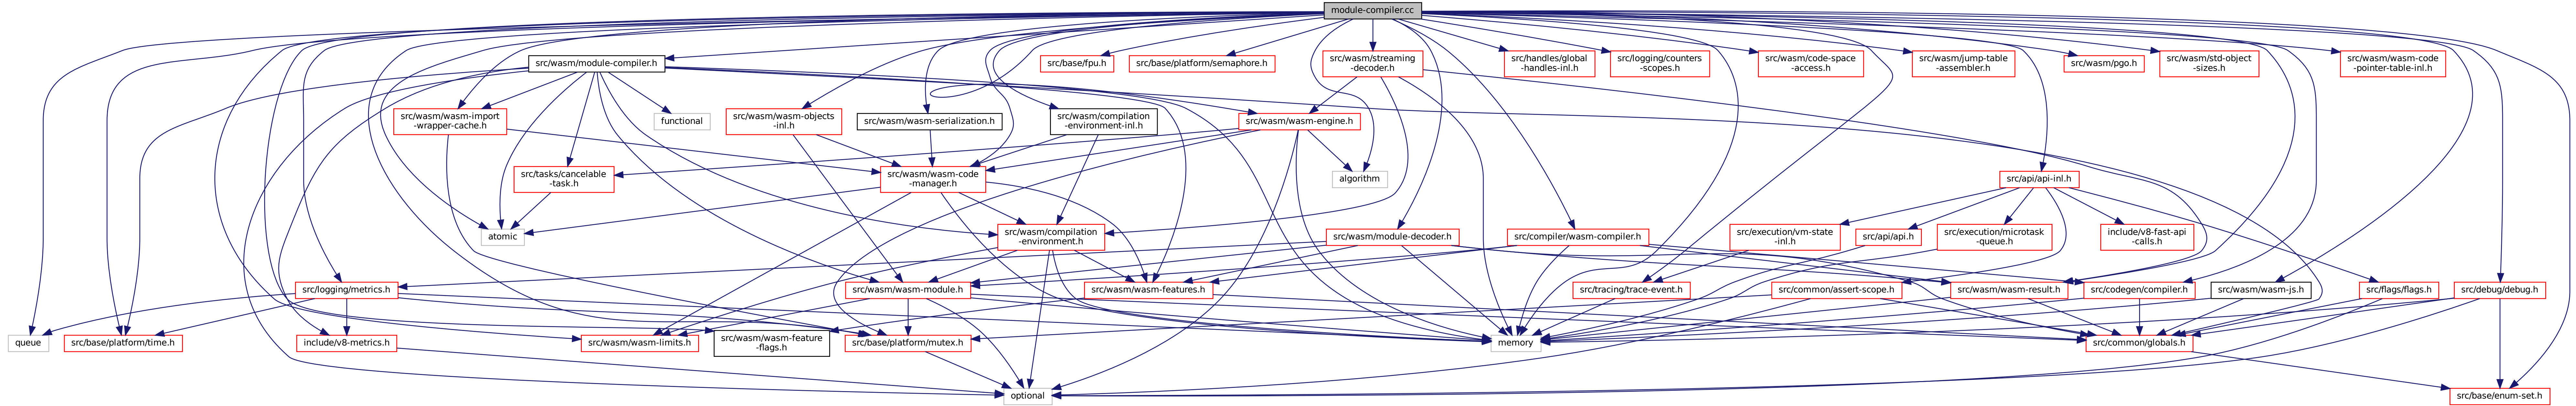 module-compiler.cc
src/wasm/module-compiler.h
src/base/fpu.h
src/base/platform/semaphore.h
src/wasm/streaming
-decoder.h
src/handles/global
-handles-inl.h
src/logging/counters
-scopes.h
src/wasm/code-space
-access.h
src/wasm/jump-table
-assembler.h
src/wasm/pgo.h
src/wasm/std-object
-sizes.h
src/wasm/wasm-code
-pointer-table-inl.h
src/wasm/wasm-import
-wrapper-cache.h
functional
src/wasm/wasm-objects
-inl.h
src/wasm/wasm-serialization.h
src/wasm/compilation
-environment-inl.h
src/wasm/wasm-engine.h
src/tasks/cancelable
-task.h
src/wasm/wasm-code
-manager.h
algorithm
src/api/api-inl.h
atomic
src/wasm/compilation
-environment.h
src/wasm/module-decoder.h
src/compiler/wasm-compiler.h
src/execution/vm-state
-inl.h
src/api/api.h
src/execution/microtask
-queue.h
include/v8-fast-api
-calls.h
src/logging/metrics.h
src/wasm/wasm-module.h
src/wasm/wasm-features.h
src/tracing/trace-event.h
src/common/assert-scope.h
src/wasm/wasm-result.h
src/codegen/compiler.h
src/wasm/wasm-js.h
src/flags/flags.h
src/debug/debug.h
queue
src/base/platform/time.h
include/v8-metrics.h
src/wasm/wasm-limits.h
src/wasm/wasm-feature
-flags.h
src/base/platform/mutex.h
memory
src/common/globals.h
optional
src/base/enum-set.h